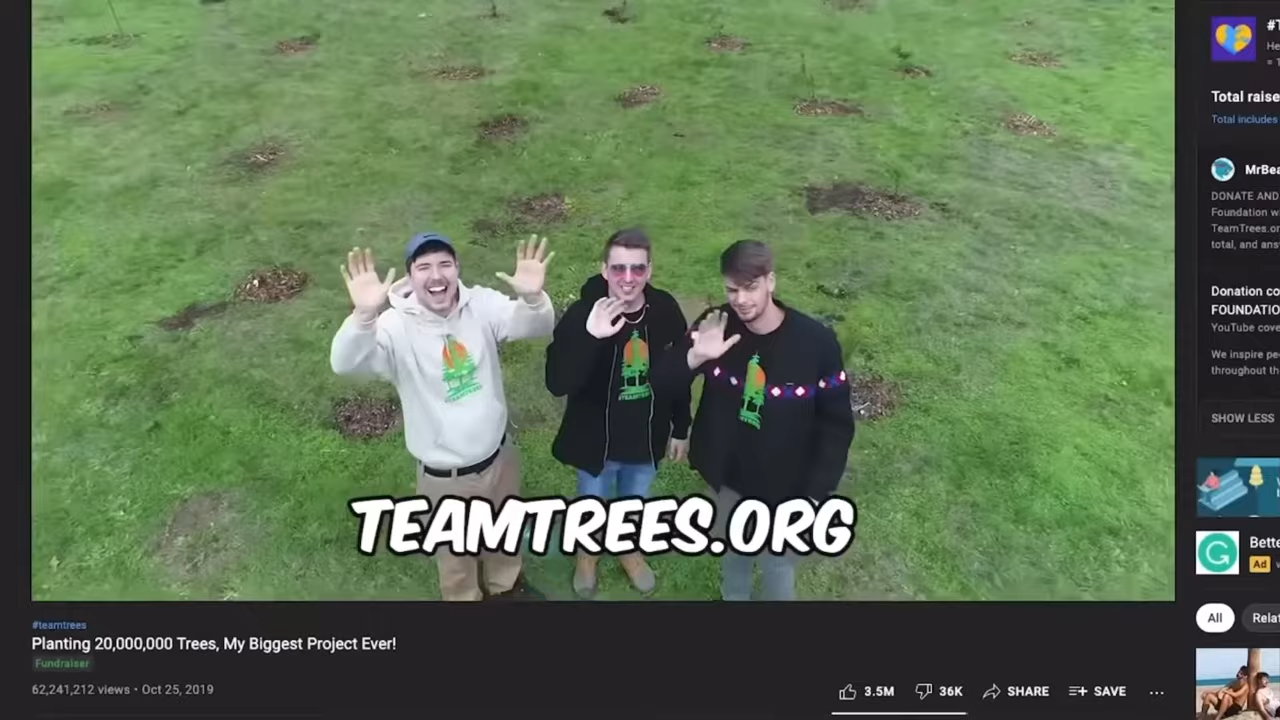 TEAMTREES.ORG
#teamtrees
Planting 20,000,000 Trees, My Biggest Project Ever!
Fundraiser
62,241,212 views • Oct 25, 2019
3.5M
36K
SHARE
SAVE
Total raise
Total includes
MrBea
DONATE AND
Foundation w
TeamTrees.or
total, and ans
Donation co
FOUNDATIO
YouTube cove
We inspire pe
throughout th
SHOW LESS
Bette
Ad
All
Relat